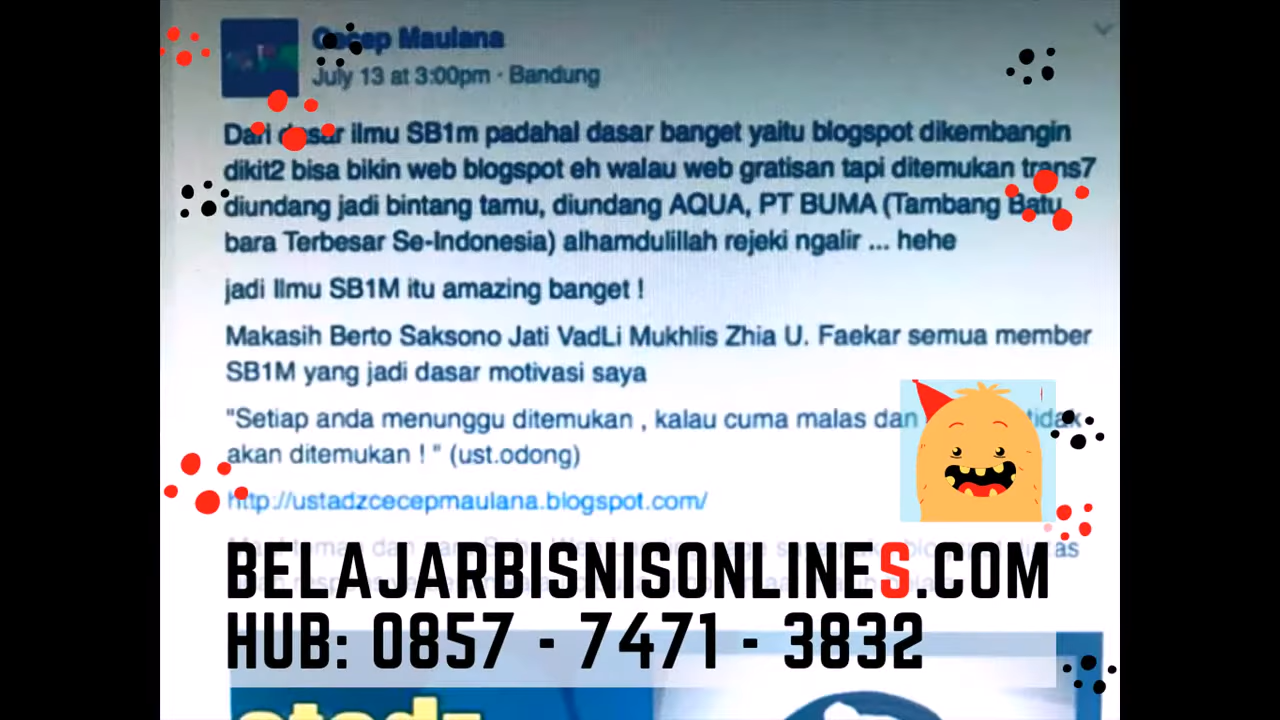 Cecep Maulana
July 13 at 3:00pm · Bandung
Dari dasar ilmu SB1m padahal dasar banget yaitu blogspot dikembangin
dikit2 bisa bikin web blogspot eh walau web gratisan tapi ditemukan trans7
diundang jadi bintang tamu, diundang AQUA, PT BUMA (Tambang Batu
bara Terbesar Se-Indonesia) alhamdulillah rejeki ngalir ... hehe
jadi Ilmu SB1M itu amazing banget !
Makasih Berto Saksono Jati VadLi Mukhlis Zhia U. Faekar semua member
SB1M yang jadi dasar motivasi saya
"Setiap anda menunggu ditemukan , kalau cuma malas dan tidak
akan ditemukan ! " (ust.odong)
http://ustadzcecepmaulana.blogspot.com/
BELAJARBISNISONLINES.COM
HUB: 0857 - 7471 - 3832